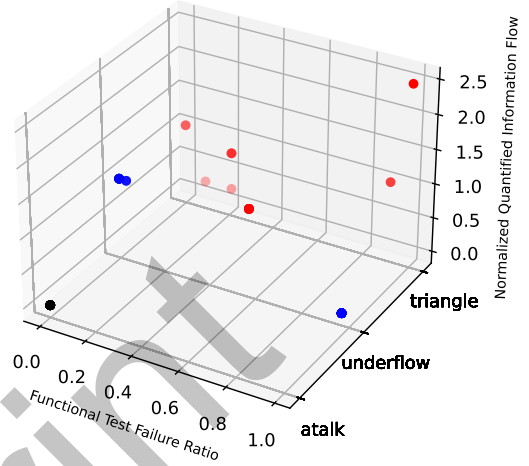 2.5
2.0
1.5
1.0
0.5
0.0
Normalized Quantified Information Flow
triangle
underflow
atalk
0.0
0.2
0.4
0.6
0.8
1.0
Functional Test Failure Ratio
rint